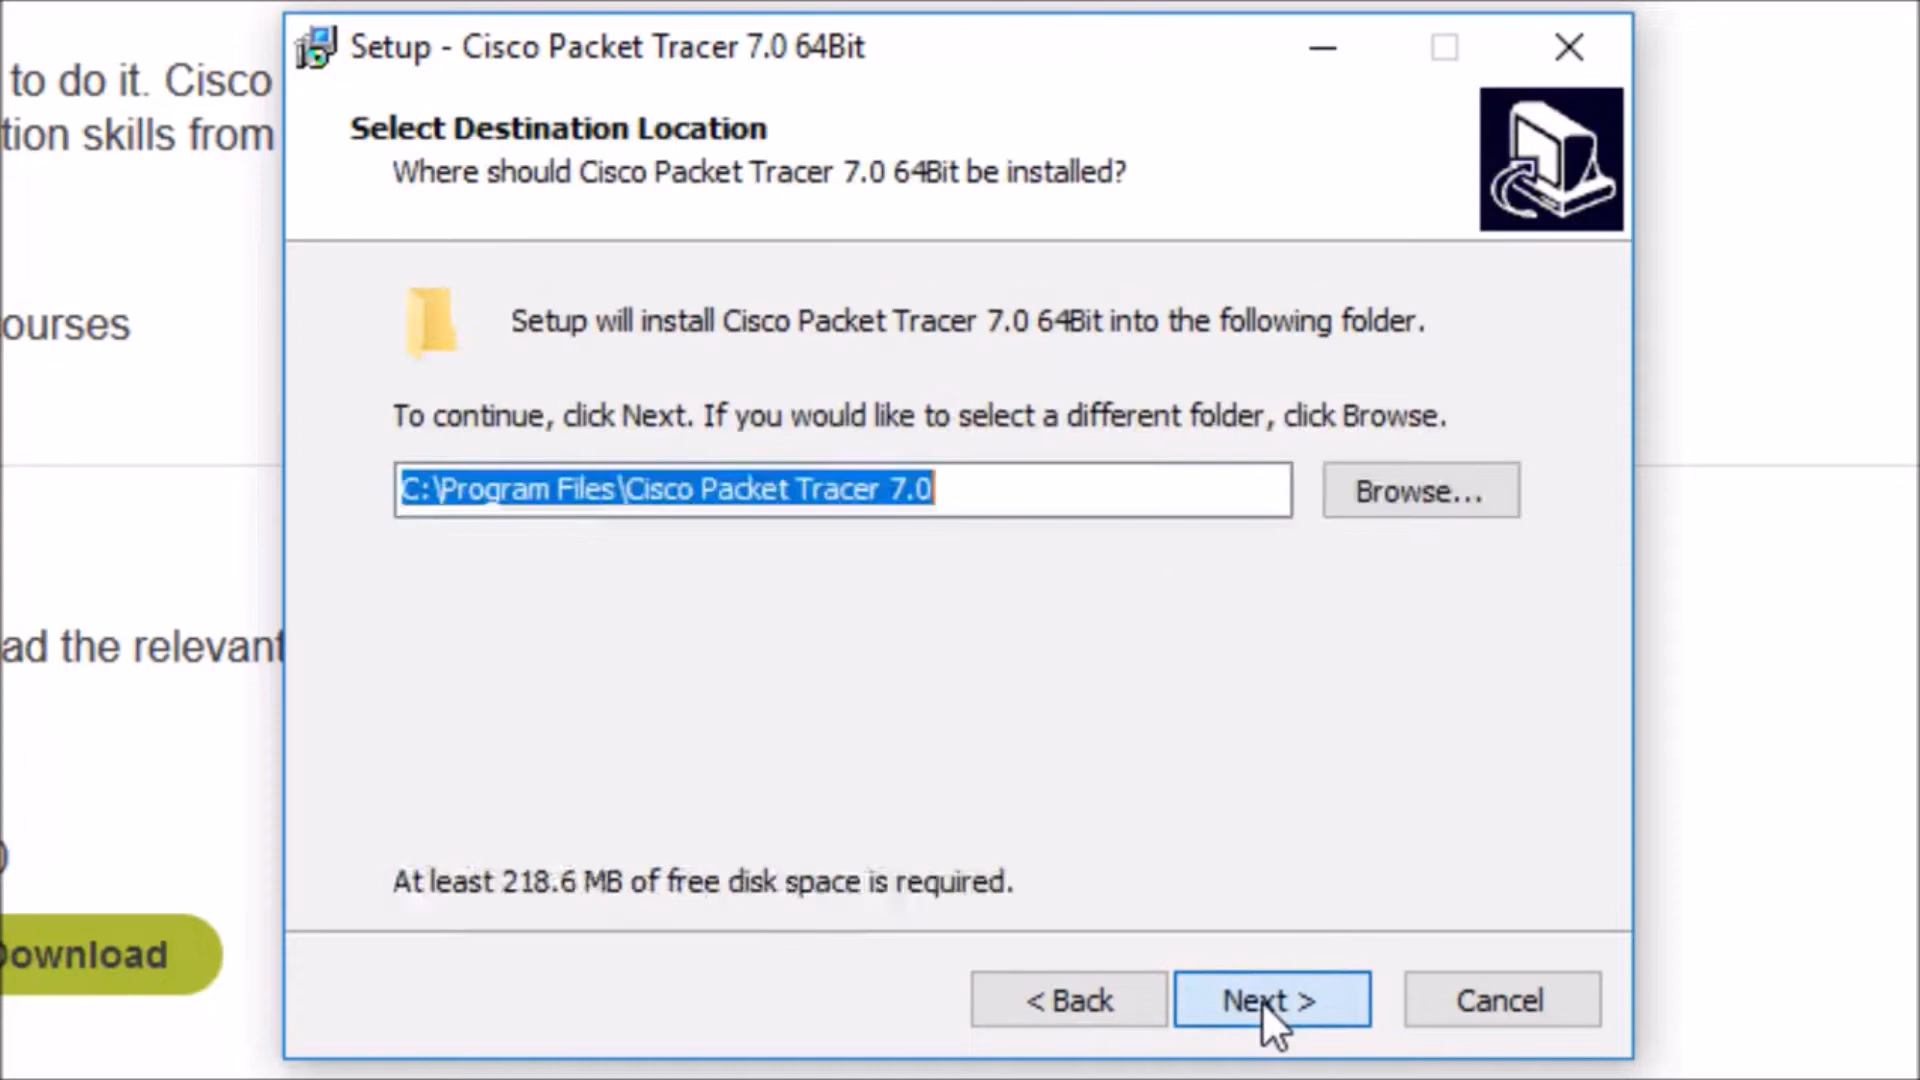 Setup - Cisco Packet Tracer 7.0 64Bit
to do it. Cisco
Select Destination Location
tion skills from
Where should Cisco Packet Tracer 7.0 64Bit be installed?
ourses
Setup will install Cisco Packet Tracer 7.0 64Bit into the following folder.
To continue, click Next. If you would like to select a different folder, click Browse.
C:\Program Files\Cisco Packet Tracer 7.0
Browse...
ad the relevant
At least 218.6 MB of free disk space is required.
Download
< Back
Next >
Cancel